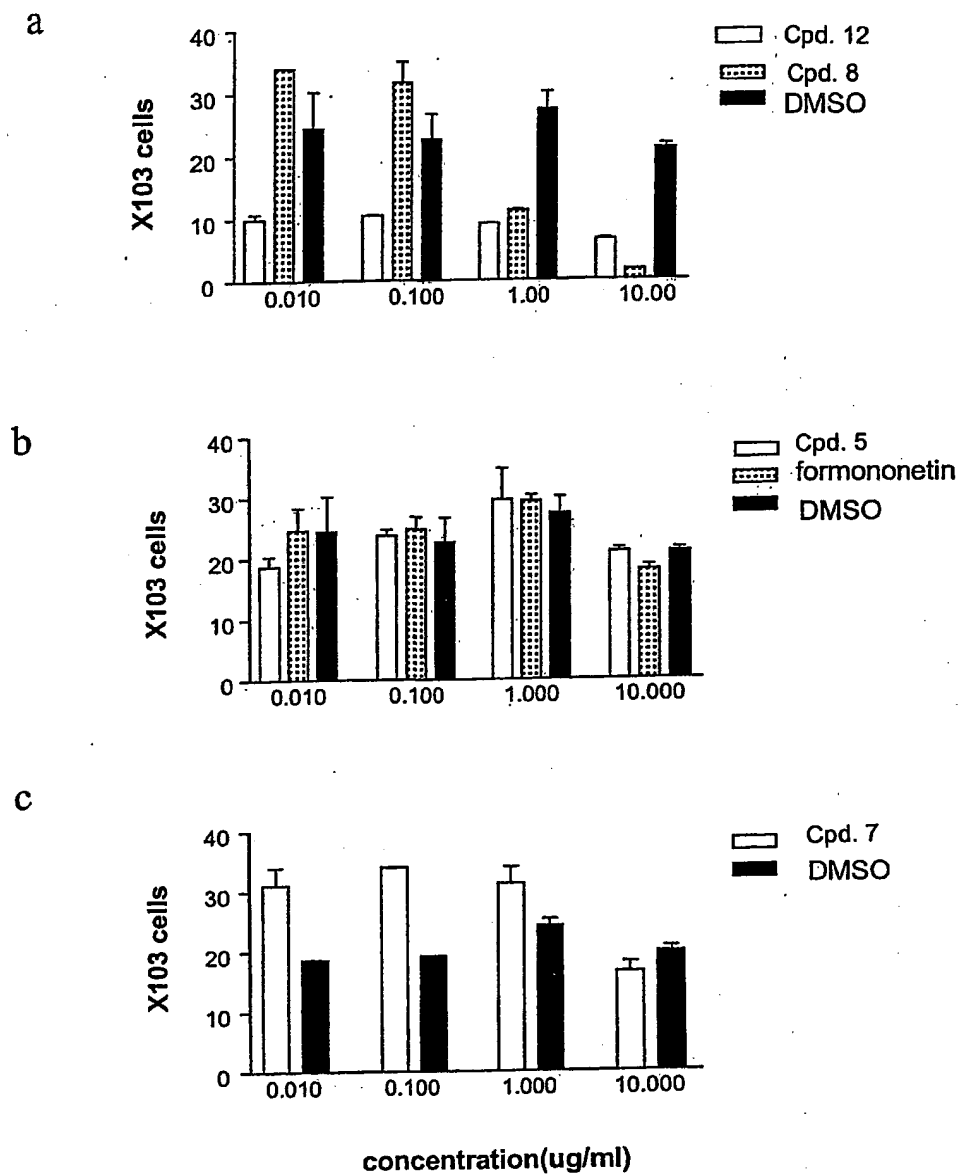 a
40
30
20
10
0
X103 cells
0.010 0.100 1.00 10.00
Cpd. 12
Cpd. 8
DMSO
b
40
30
20
10
0
X103 cells
0.010 0.100 1.000 10.000
Cpd. 5
formononetin
DMSO
c
40
30
20
10
0
X103 cells
0.010 0.100 1.000 10.000
Cpd. 7
DMSO
concentration(ug/ml)